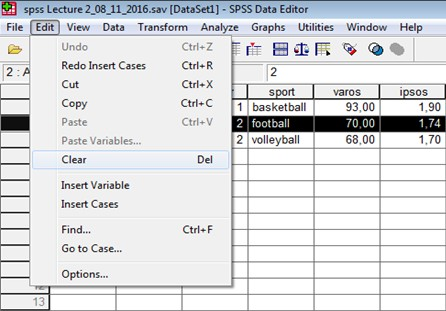 spss Lecture 2_08_11_2016.sav [DataSet1] - SPSS Data Editor
File Edit View Data Transform Analyze Graphs Utilities Window Help
2 : A 2
r sport varos ipsos
1 basketball 93,00 1,90
2 football 70,00 1,74
2 volleyball 68,00 1,70
Undo Ctrl+Z
Redo Insert Cases Ctrl+R
Cut Ctrl+X
Copy Ctrl+C
Paste Ctrl+V
Paste Variables...
Clear Del
Insert Variable
Insert Cases
Find... Ctrl+F
Go to Case...
Options...
12
13